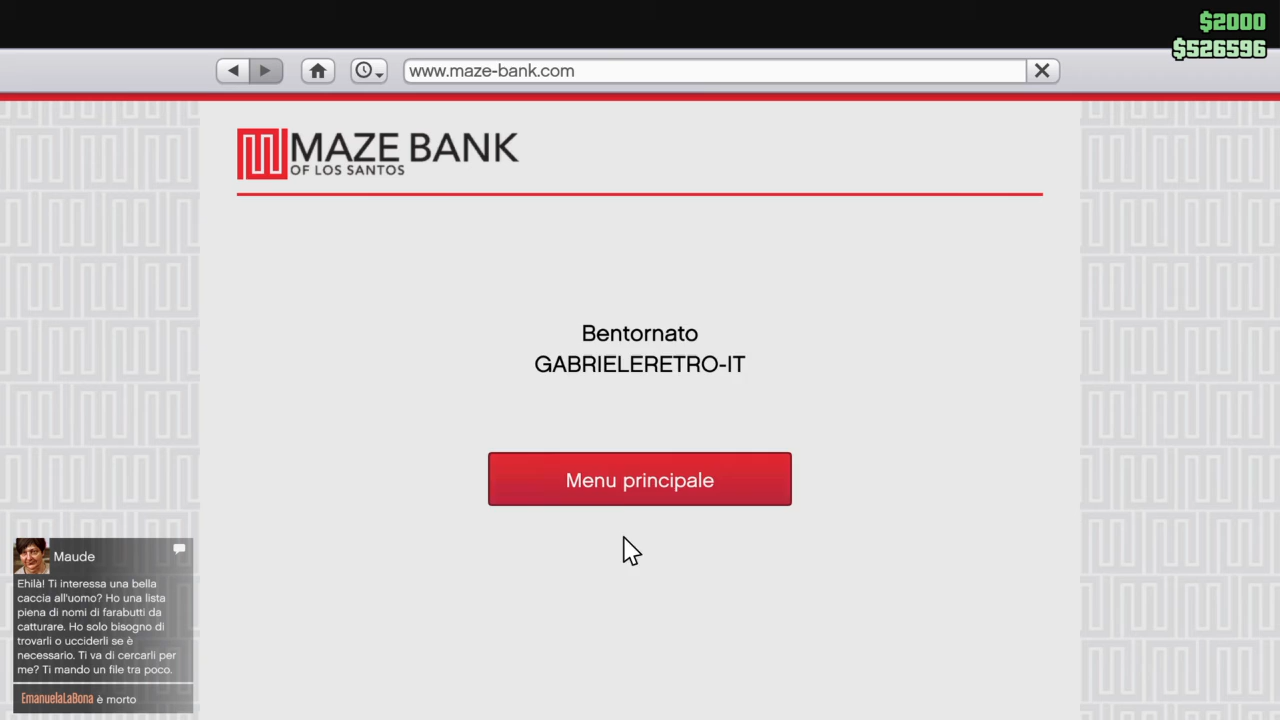 $2000
$526596
www.maze-bank.com
MAZE BANK
OF LOS SANTOS
Bentornato
GABRIELERETRO-IT
Menu principale
Maude
Ehilà! Ti interessa una bella
caccia all'uomo? Ho una lista
piena di nomi di farabutti da
catturare. Ho solo bisogno di
trovarli o ucciderli se è
necessario. Ti va di cercarli per
me? Ti mando un file tra poco.
EmanuelaLaBona è morto